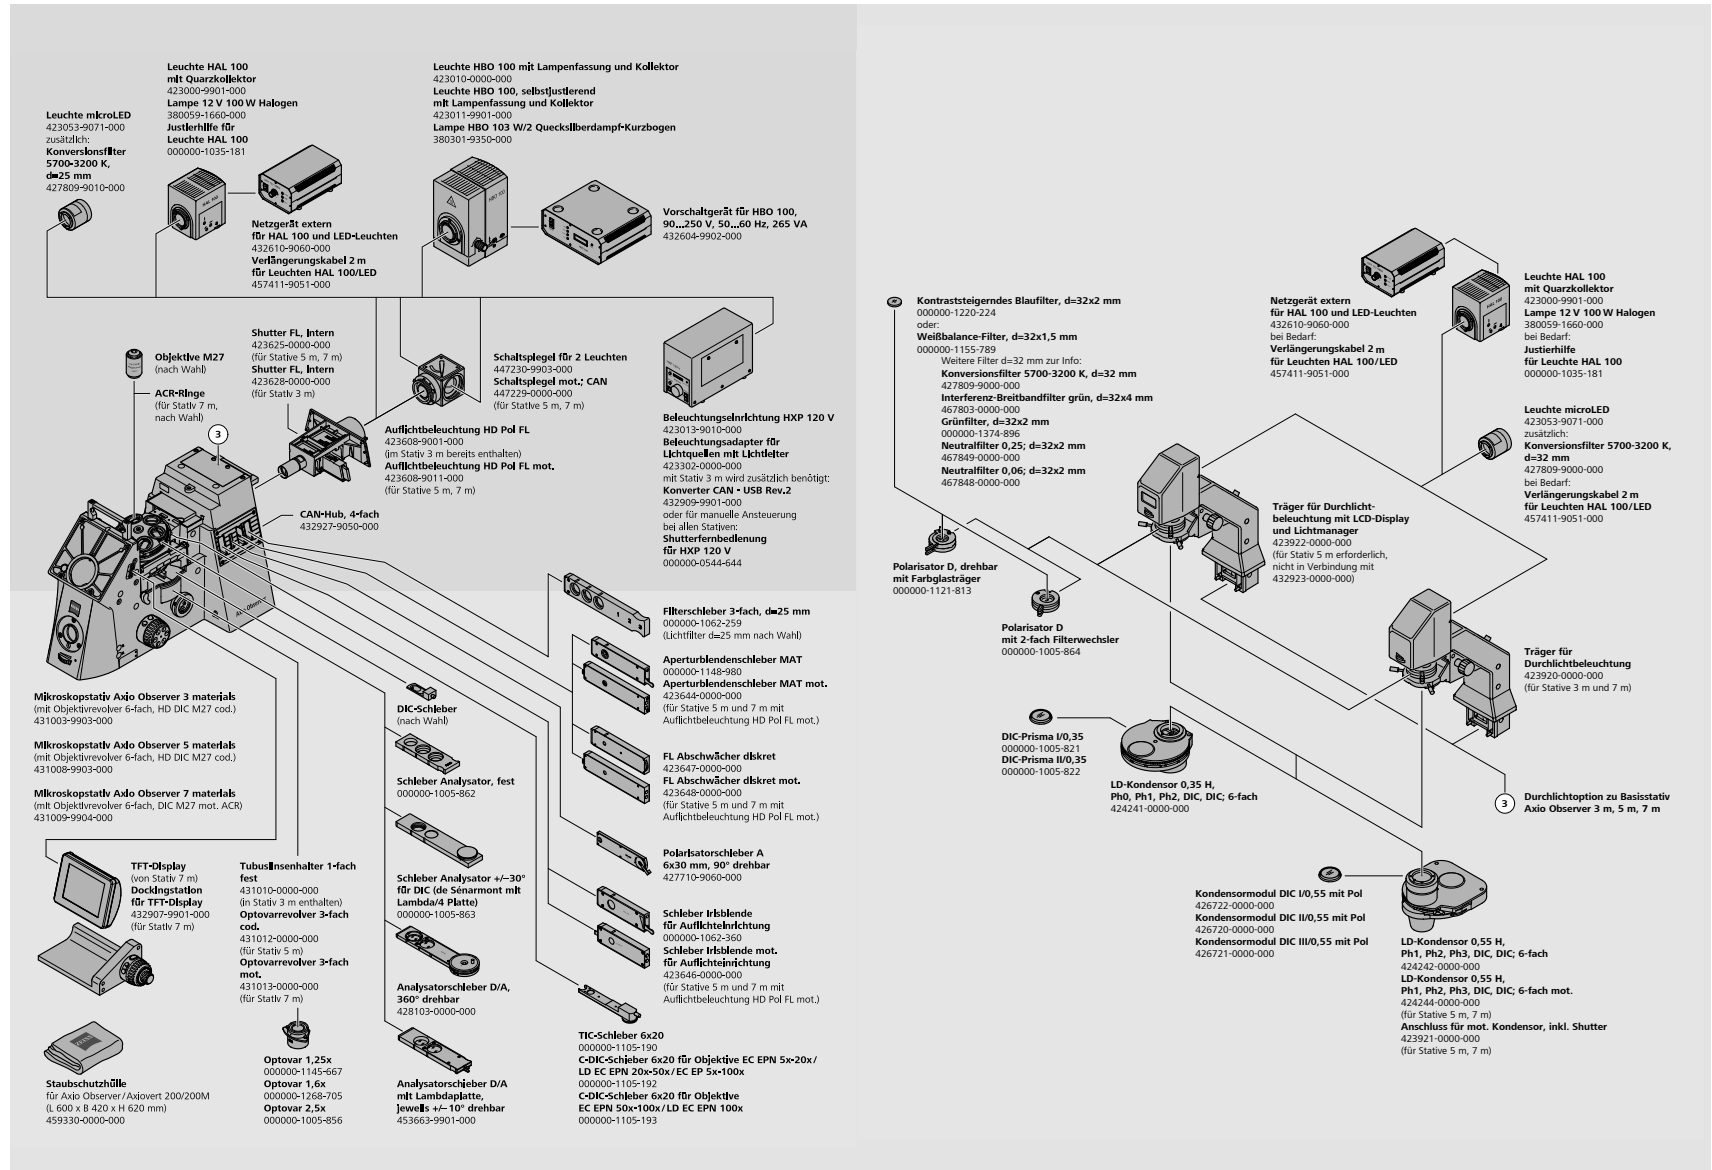 Leuchte microLED
423053-9071-000
zusätzlich:
Konversionsfilter
5700-3200 K,
d=25 mm
427809-9010-000
Leuchte HAL 100
mit Quarzkollektor
423000-9901-000
Lampe 12 V 100 W Halogen
380059-1660-000
Justierhilfe für
Leuchte HAL 100
000000-1035-181
HAL 100
Netzgerät extern
für HAL 100 und LED-Leuchten
432610-9060-000
Verlängerungskabel 2 m
für Leuchten HAL 100/LED
457411-9051-000
Leuchte HBO 100 mit Lampenfassung und Kollektor
423010-0000-000
Leuchte HBO 100, selbstjustierend
mit Lampenfassung und Kollektor
423011-9901-000
Lampe HBO 103 W/2 Quecksilberdampf-Kurzbogen
380301-9350-000
HBO 100
Vorschaltgerät für HBO 100,
90...250 V, 50...60 Hz, 265 VA
432604-9902-000
Objektive M27
(nach Wahl)
ACR-Ringe
(für Stativ 7 m,
nach Wahl)
3
Shutter FL, intern
423625-0000-000
(für Stative 5 m, 7 m)
Shutter FL, intern
423628-0000-000
(für Stativ 3 m)
Schaltspiegel für 2 Leuchten
447230-9903-000
Schaltspiegel mot.; CAN
447229-0000-000
(für Stative 5 m, 7 m)
Auflichtbeleuchtung HD Pol FL
423608-9001-000
(im Stativ 3 m bereits enthalten)
Auflichtbeleuchtung HD Pol FL mot.
423608-9011-000
(für Stative 5 m, 7 m)
CAN-Hub, 4-fach
432927-9050-000
Beleuchtungseinrichtung HXP 120 V
423013-9010-000
Beleuchtungsadapter für
Lichtquellen mit Lichtleiter
423302-0000-000
mit Stativ 3 m wird zusätzlich benötigt:
Konverter CAN - USB Rev.2
432909-9901-000
oder für manuelle Ansteuerung
bei allen Stativen:
Shutterfernbedienung
für HXP 120 V
000000-0544-644
Axio Observer
Mikroskopstativ Axio Observer 3 materials
(mit Objektivrevolver 6-fach, HD DIC M27 cod.)
431003-9903-000
Mikroskopstativ Axio Observer 5 materials
(mit Objektivrevolver 6-fach, HD DIC M27 cod.)
431008-9903-000
Mikroskopstativ Axio Observer 7 materials
(mit Objektivrevolver 6-fach, DIC M27 mot. ACR)
431009-9904-000
TFT-Display
(von Stativ 7 m)
Dockingstation
für TFT-Display
432907-9901-000
(für Stativ 7 m)
Staubschutzhülle
für Axio Observer/Axiovert 200/200M
(L 600 x B 420 x H 620 mm)
459330-0000-000
Tubuslinsenhalter 1-fach
fest
431010-0000-000
(in Stativ 3 m enthalten)
Optovarrevolver 3-fach
cod.
431012-0000-000
(für Stativ 5 m)
Optovarrevolver 3-fach
mot.
431013-0000-000
(für Stativ 7 m)
Optovar 1,25x
000000-1145-667
Optovar 1,6x
000000-1268-705
Optovar 2,5x
000000-1005-856
DIC-Schieber
(nach Wahl)
Schieber Analysator, fest
000000-1005-862
Schieber Analysator +/–30°
für DIC (de Sénarmont mit
Lambda/4 Platte)
000000-1005-863
Analysatorschieber D/A,
360° drehbar
428103-0000-000
Analysatorschieber D/A
mit Lambdaplatte,
jeweils +/– 10° drehbar
453663-9901-000
Filterschieber 3-fach, d=25 mm
000000-1062-259
(Lichtfilter d=25 mm nach Wahl)
Aperturblendenschieber MAT
000000-1148-980
Aperturblendenschieber MAT mot.
423644-0000-000
(für Stative 5 m und 7 m mit
Auflichtbeleuchtung HD Pol FL mot.)
FL Abschwächer diskret
423647-0000-000
FL Abschwächer diskret mot.
423648-0000-000
(für Stative 5 m und 7 m mit
Auflichtbeleuchtung HD Pol FL mot.)
Polarisatorschieber A
6x30 mm, 90° drehbar
427710-9060-000
Schieber Irisblende
für Auflichteinrichtung
000000-1062-360
Schieber Irisblende mot.
für Auflichteinrichtung
423646-0000-000
(für Stative 5 m und 7 m mit
Auflichtbeleuchtung HD Pol FL mot.)
TIC-Schieber 6x20
000000-1105-190
C-DIC-Schieber 6x20 für Objektive EC EPN 5x-20x/
LD EC EPN 20x-50x/EC EP 5x-100x
000000-1105-192
C-DIC-Schieber 6x20 für Objektive
EC EPN 50x-100x/LD EC EPN 100x
000000-1105-193
Kontraststeigerndes Blaufilter, d=32x2 mm
000000-1220-224
oder:
Weißbalance-Filter, d=32x1,5 mm
000000-1155-789
Weitere Filter d=32 mm zur Info:
Konversionsfilter 5700-3200 K, d=32 mm
427809-9000-000
Interferenz-Breitbandfilter grün, d=32x4 mm
467803-0000-000
Grünfilter, d=32x2 mm
000000-1374-896
Neutralfilter 0,25; d=32x2 mm
467849-0000-000
Neutralfilter 0,06; d=32x2 mm
467848-0000-000
Polarisator D, drehbar
mit Farbglasträger
000000-1121-813
Polarisator D
mit 2-fach Filterwechsler
000000-1005-864
DIC-Prisma I/0,35
000000-1005-821
DIC-Prisma II/0,35
000000-1005-822
LD-Kondensor 0,35 H,
Ph0, Ph1, Ph2, DIC, DIC; 6-fach
424241-0000-000
Netzgerät extern
für HAL 100 und LED-Leuchten
432610-9060-000
bei Bedarf:
Verlängerungskabel 2 m
für Leuchten HAL 100/LED
457411-9051-000
HAL 100
Leuchte HAL 100
mit Quarzkollektor
423000-9901-000
Lampe 12 V 100 W Halogen
380059-1660-000
bei Bedarf:
Justierhilfe
für Leuchte HAL 100
000000-1035-181
Leuchte microLED
423053-9071-000
zusätzlich:
Konversionsfilter 5700-3200 K,
d=32 mm
427809-9000-000
bei Bedarf:
Verlängerungskabel 2 m
für Leuchten HAL 100/LED
457411-9051-000
Träger für Durchlicht-
beleuchtung mit LCD-Display
und Lichtmanager
423922-0000-000
(für Stativ 5 m erforderlich,
nicht in Verbindung mit
432923-0000-000)
Träger für
Durchlichtbeleuchtung
423920-0000-000
(für Stative 3 m und 7 m)
3
Durchlichtoption zu Basisstativ
Axio Observer 3 m, 5 m, 7 m
Kondensormodul DIC I/0,55 mit Pol
426722-0000-000
Kondensormodul DIC II/0,55 mit Pol
426720-0000-000
Kondensormodul DIC III/0,55 mit Pol
426721-0000-000
LD-Kondensor 0,55 H,
Ph1, Ph2, Ph3, DIC, DIC; 6-fach
424242-0000-000
LD-Kondensor 0,55 H,
Ph1, Ph2, Ph3, DIC, DIC; 6-fach mot.
424244-0000-000
(für Stative 5 m, 7 m)
Anschluss für mot. Kondensor, inkl. Shutter
423921-0000-000
(für Stative 5 m, 7 m)